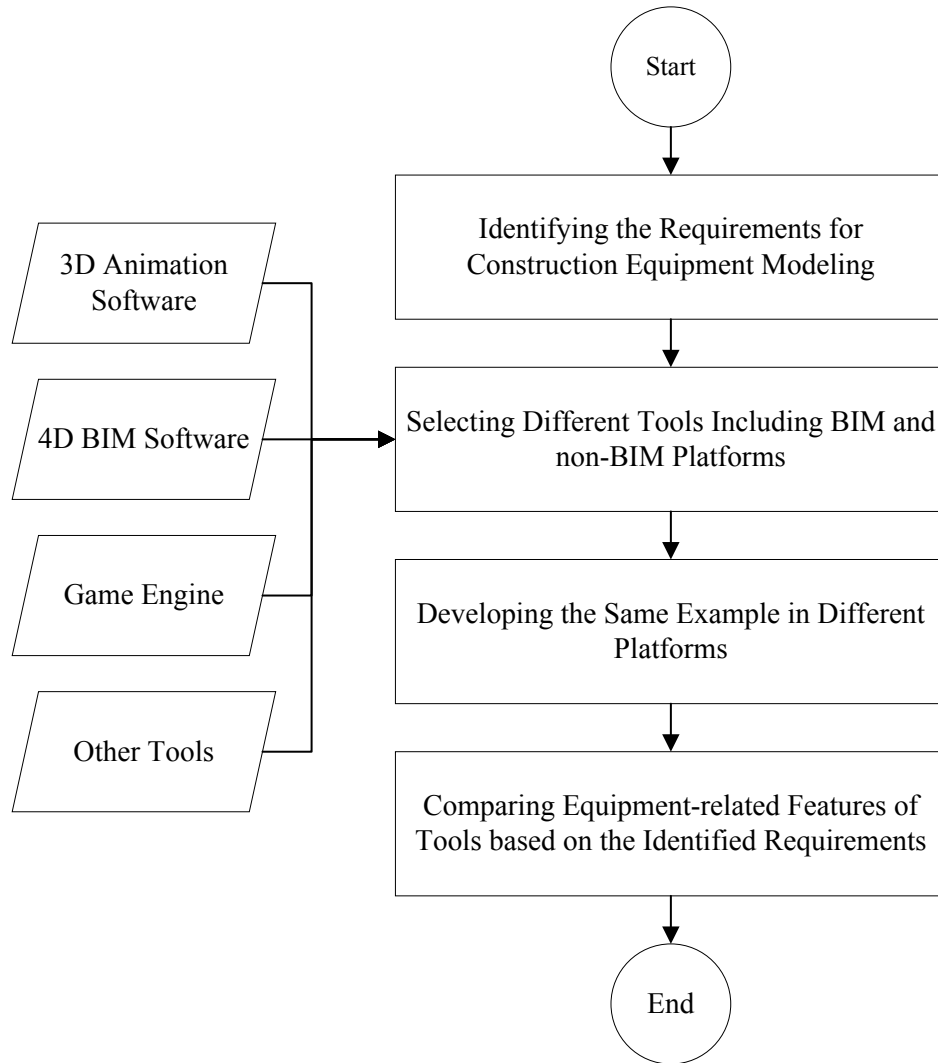 Start
Identifying the Requirements for
Construction Equipment Modeling
3D Animation
Software
4D BIM Software
Game Engine
Other Tools
Selecting Different Tools Including BIM and
non-BIM Platforms
Developing the Same Example in Different
Platforms
Comparing Equipment-related Features of
Tools based on the Identified Requirements
End